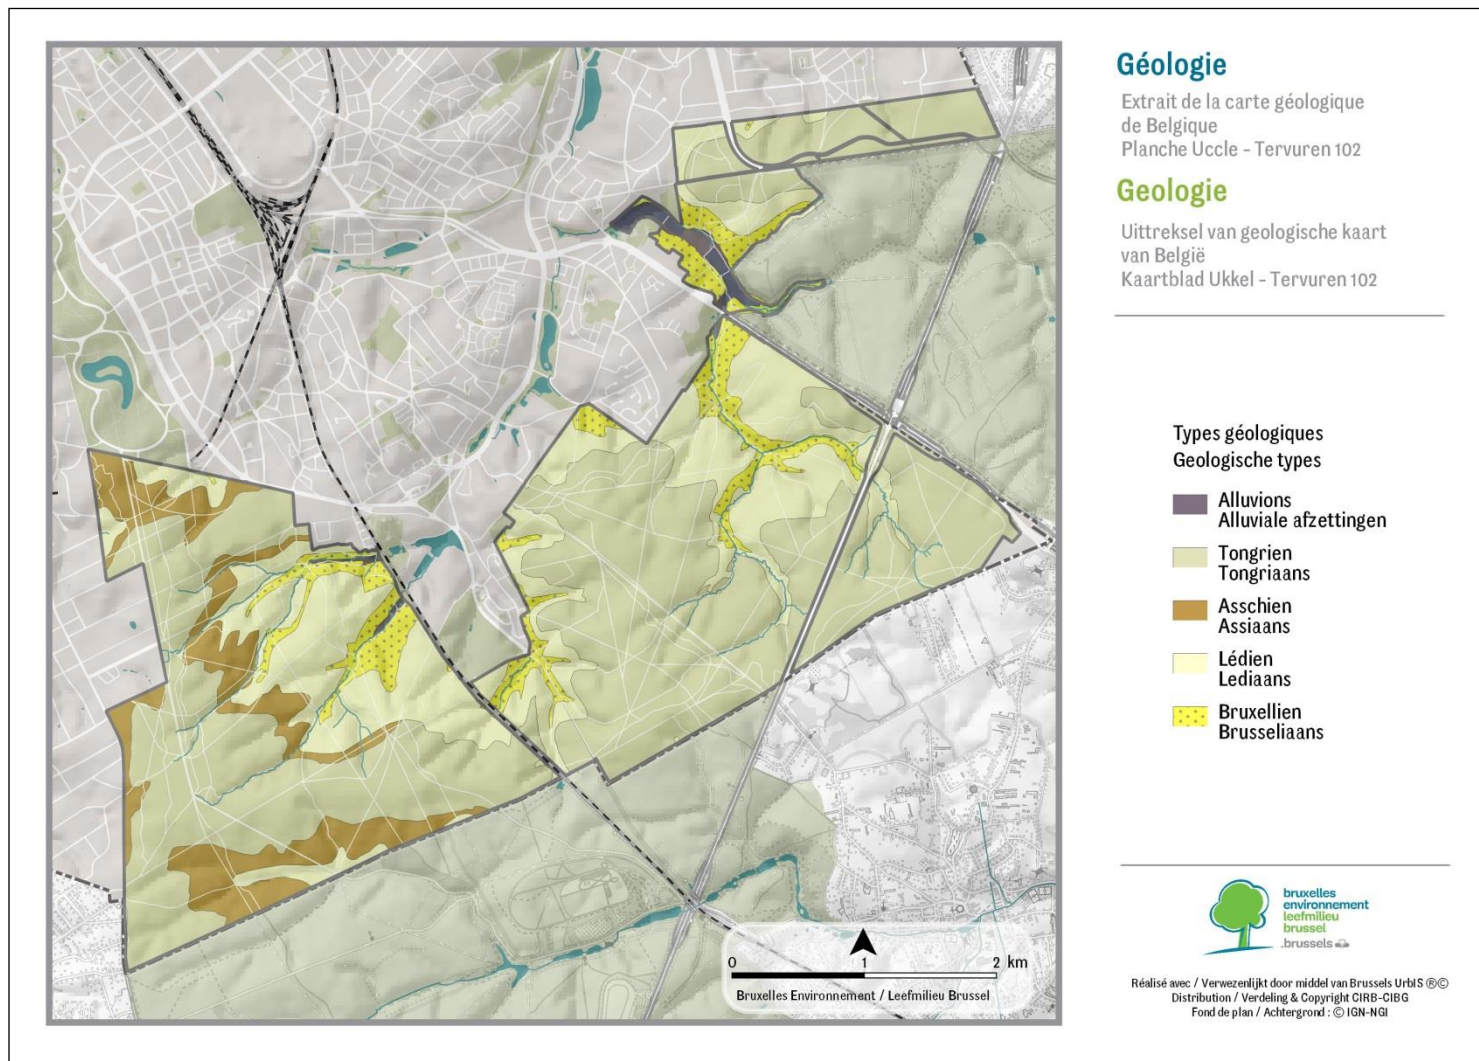 Géologie
Extrait de la carte géologique
de Belgique
Planche Uccle - Tervuren 102
Geologie
Uittreksel van geologische kaart
van België
Kaartblad Ukkel - Tervuren 102
Types géologiques
Geologische types
Alluvions
Alluviale afzettingen
Tongrien
Tongriaans
Asschien
Assiaans
Lédien
Lediaans
Bruxellien
Brusseliaans
0 1 2 km
Bruxelles Environnement / Leefmilieu Brussel
bruxelles
environnement
leefmilieu
brussel
.brussels
Réalisé avec / Verwezenlijkt door middel van Brussels UrbIS ®©
Distribution / Verdeling & Copyright CIRB-CIBG
Fond de plan / Achtergrond : © IGN-NGI